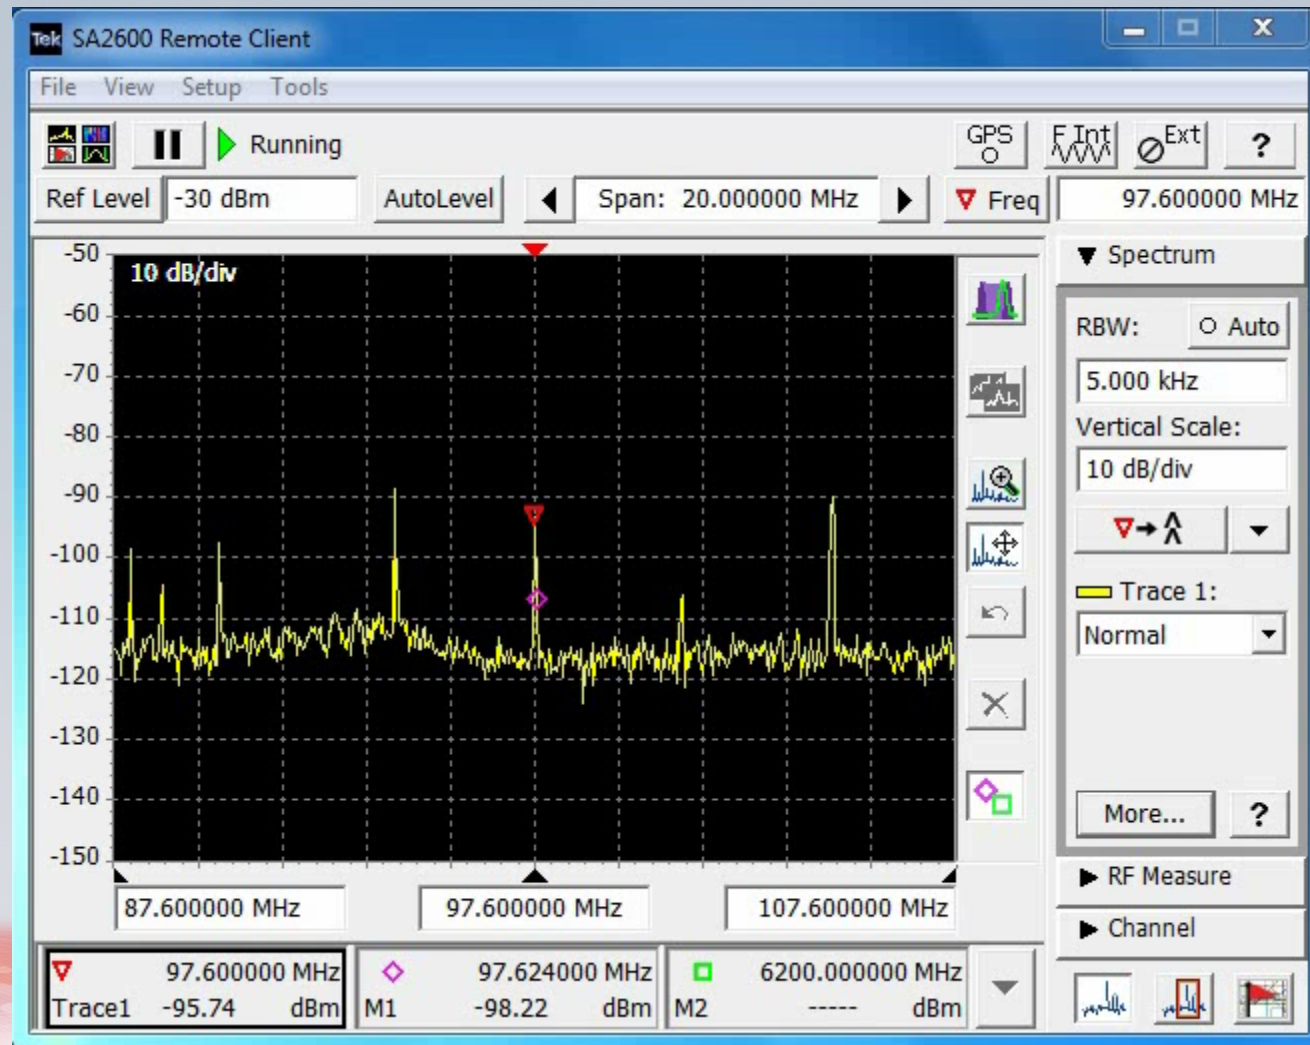 Tek SA2600 Remote Client
File View Setup Tools
Running
GPS
F Int
Ext
?
Ref Level -30 dBm AutoLevel Span: 20.000000 MHz Freq 97.600000 MHz
10 dB/div
-50
-60
-70
-80
-90
-100
-110
-120
-130
-140
-150
87.600000 MHz 97.600000 MHz 107.600000 MHz
Spectrum
RBW: Auto
5.000 kHz
Vertical Scale:
10 dB/div
Trace 1:
Normal
More... ?
RF Measure
Channel
97.600000 MHz
Trace1 -95.74 dBm
97.624000 MHz
M1 -98.22 dBm
6200.000000 MHz
M2 ----- dBm